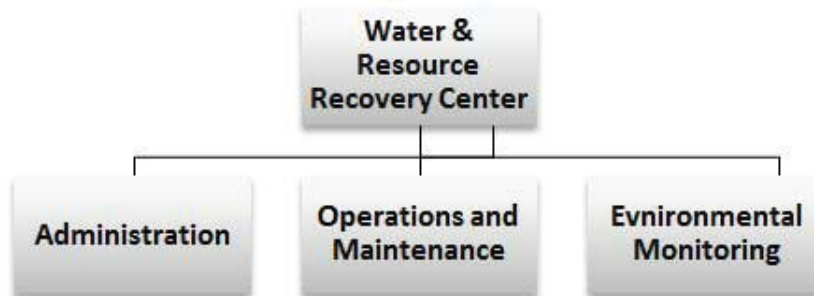 Water &
Resource
Recovery Center
Administration
Operations and
Maintenance
Evnironmental
Monitoring